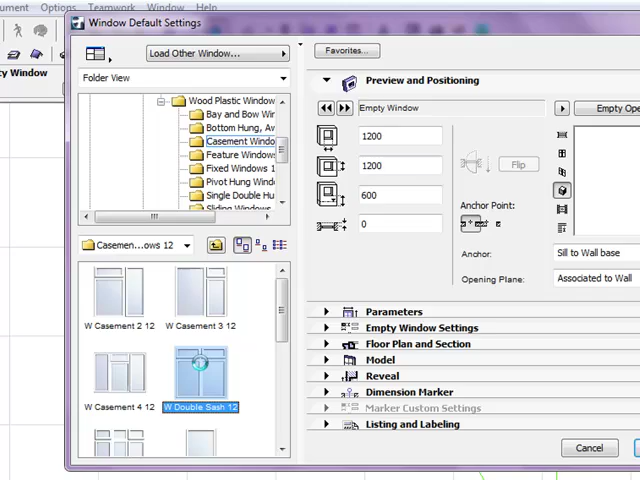 ument Options Teamwork Window Help
Window Default Settings
ty Window
Load Other Window...
Favorites...
Folder View
Preview and Positioning
Wood Plastic Window
Bay and Bow Wir
Bottom Hung, Aw
Casement Windo
Feature Windows
Fixed Windows 1
Pivot Hung Wind
Single Double Hu
Sliding Windows
Empty Window
Empty Ope
1200
1200
600
0
Flip
Anchor Point:
Anchor:
Sill to Wall base
Opening Plane:
Associated to Wall
Casemen...ows 12
W Casement 2 12
W Casement 3 12
W Casement 4 12
W Double Sash 12
Parameters
Empty Window Settings
Floor Plan and Section
Model
Reveal
Dimension Marker
Marker Custom Settings
Listing and Labeling
Cancel